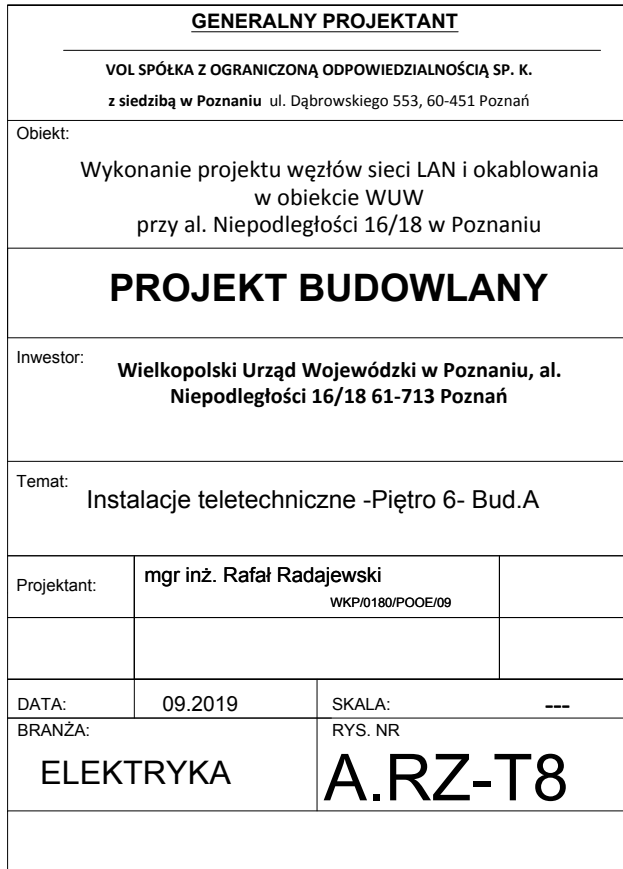 GENERALNY PROJEKTANT
VOL SPÓŁKA Z OGRANICZONĄ ODPOWIEDZIALNOŚCIĄ SP. K.
z siedzibą w Poznaniu ul. Dąbrowskiego 553, 60-451 Poznań
Obiekt:
Wykonanie projektu węzłów sieci LAN i okablowania
w obiekcie WUW
przy al. Niepodległości 16/18 w Poznaniu
PROJEKT BUDOWLANY
Inwestor:
Wielkopolski Urząd Wojewódzki w Poznaniu, al.
Niepodległości 16/18 61-713 Poznań
Temat:
Instalacje teletechniczne -Piętro 6- Bud.A
Projektant: mgr inż. Rafał Radajewski
WKP/0180/POOE/09
DATA: 09.2019 SKALA: ---
BRANŻA: RYS. NR
ELEKTRYKA A.RZ-T8